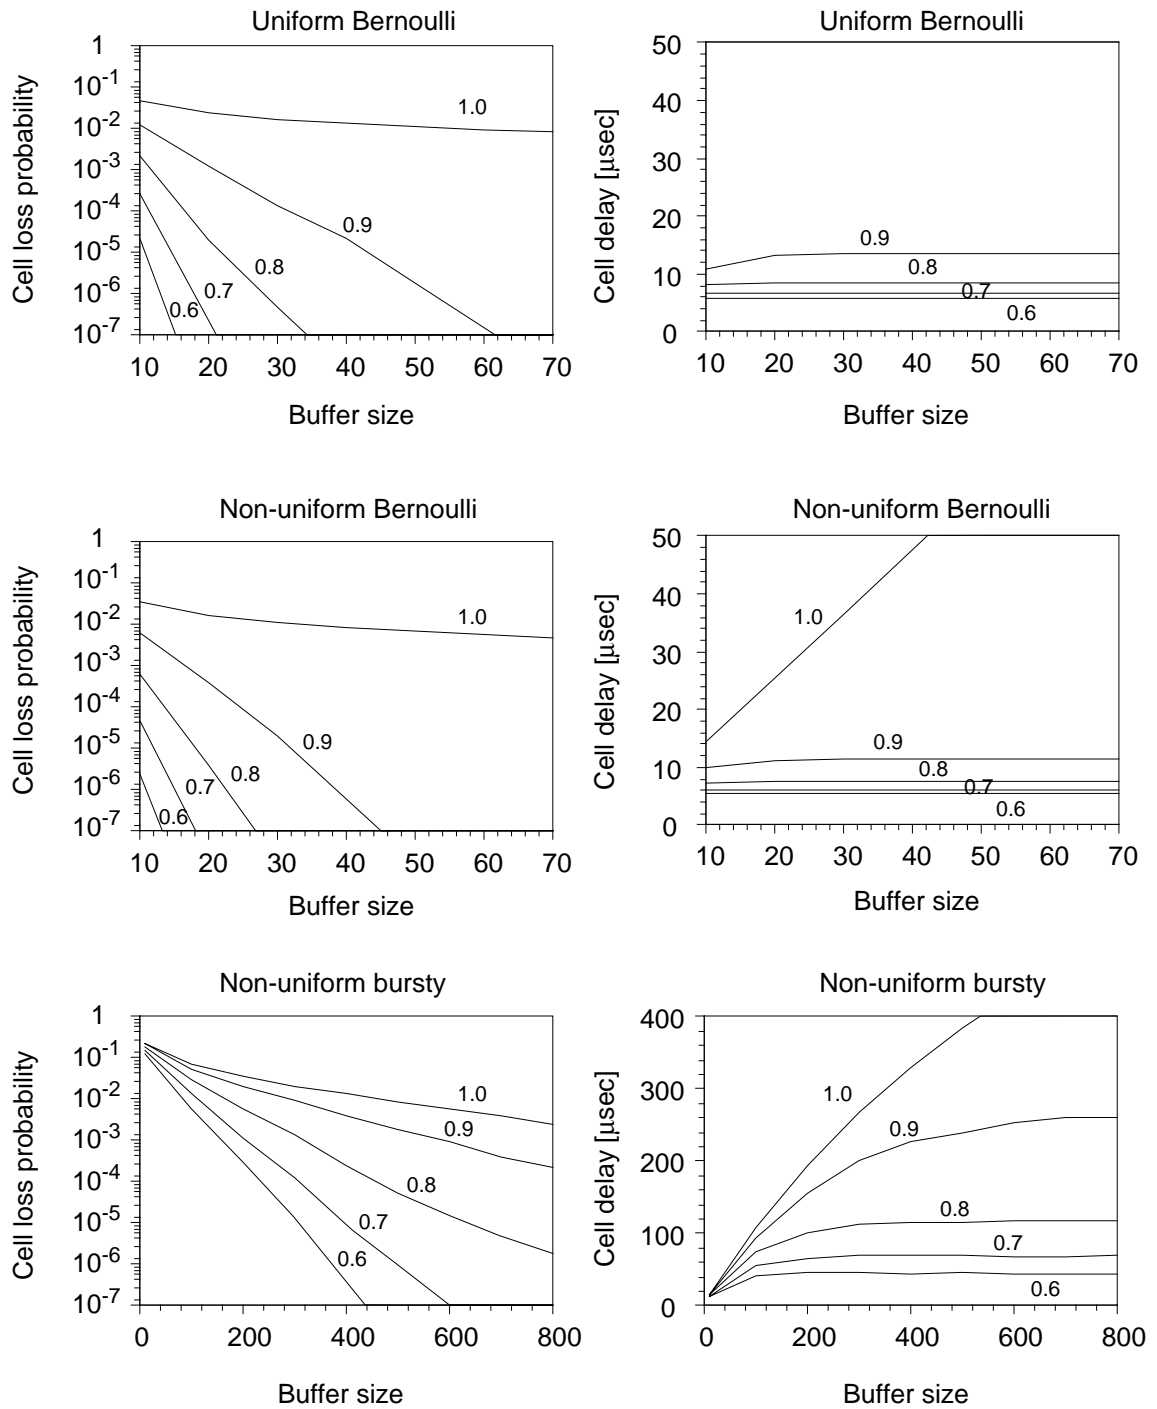 Uniform Bernoulli
Cell loss probability
1
10-1
10-2
10-3
10-4
10-5
10-6
10-7
1.0
0.9
0.8
0.7
0.6
10 20 30 40 50 60 70
Buffer size
Uniform Bernoulli
Cell delay [µsec]
50
40
30
20
10
0
0.9
0.8
0.7
0.6
10 20 30 40 50 60 70
Buffer size
Non-uniform Bernoulli
Cell loss probability
1
10-1
10-2
10-3
10-4
10-5
10-6
10-7
1.0
0.9
0.8
0.7
0.6
10 20 30 40 50 60 70
Buffer size
Non-uniform Bernoulli
Cell delay [µsec]
50
40
30
20
10
0
1.0
0.9
0.8
0.7
0.6
10 20 30 40 50 60 70
Buffer size
Non-uniform bursty
Cell loss probability
1
10-1
10-2
10-3
10-4
10-5
10-6
10-7
1.0
0.9
0.8
0.7
0.6
0 200 400 600 800
Buffer size
Non-uniform bursty
Cell delay [µsec]
400
300
200
100
0
1.0
0.9
0.8
0.7
0.6
0 200 400 600 800
Buffer size